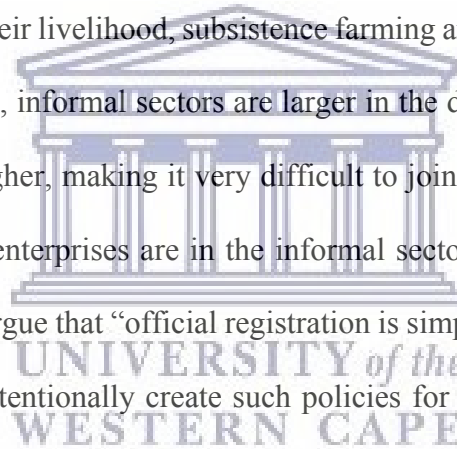 eir livelihood, subsistence farming a
, informal sectors are larger in the d
gher, making it very difficult to join
enterprises are in the informal secto
rgue that “official registration is simp
UNIVERSITY of the
tentionally create such policies for
WESTERN CAPE